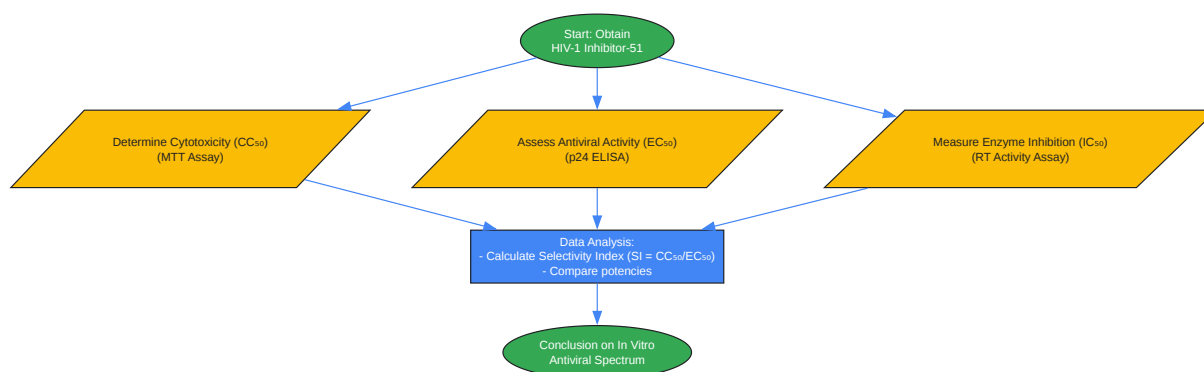 Start: Obtain
HIV-1 Inhibitor-51
Determine Cytotoxicity (CC₅₀)
(MTT Assay)
Assess Antiviral Activity (EC₅₀)
(p24 ELISA)
Measure Enzyme Inhibition (IC₅₀)
(RT Activity Assay)
Data Analysis:
- Calculate Selectivity Index (SI = CC₅₀/EC₅₀)
- Compare potencies
Conclusion on In Vitro
Antiviral Spectrum